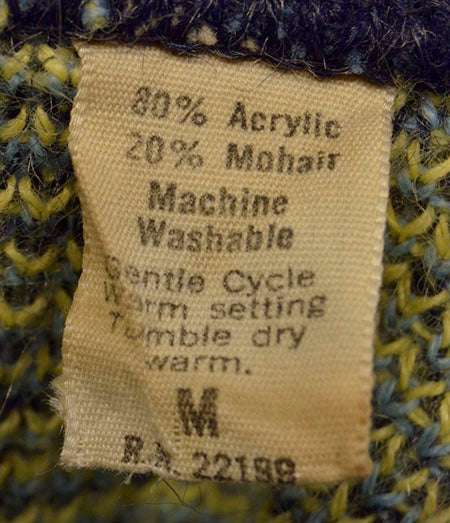 80% Acrylic
20% Mohair
Machine
Washable
Gentle Cycle
Warm setting
Tumble dry
warm.
M
R.N. 22199